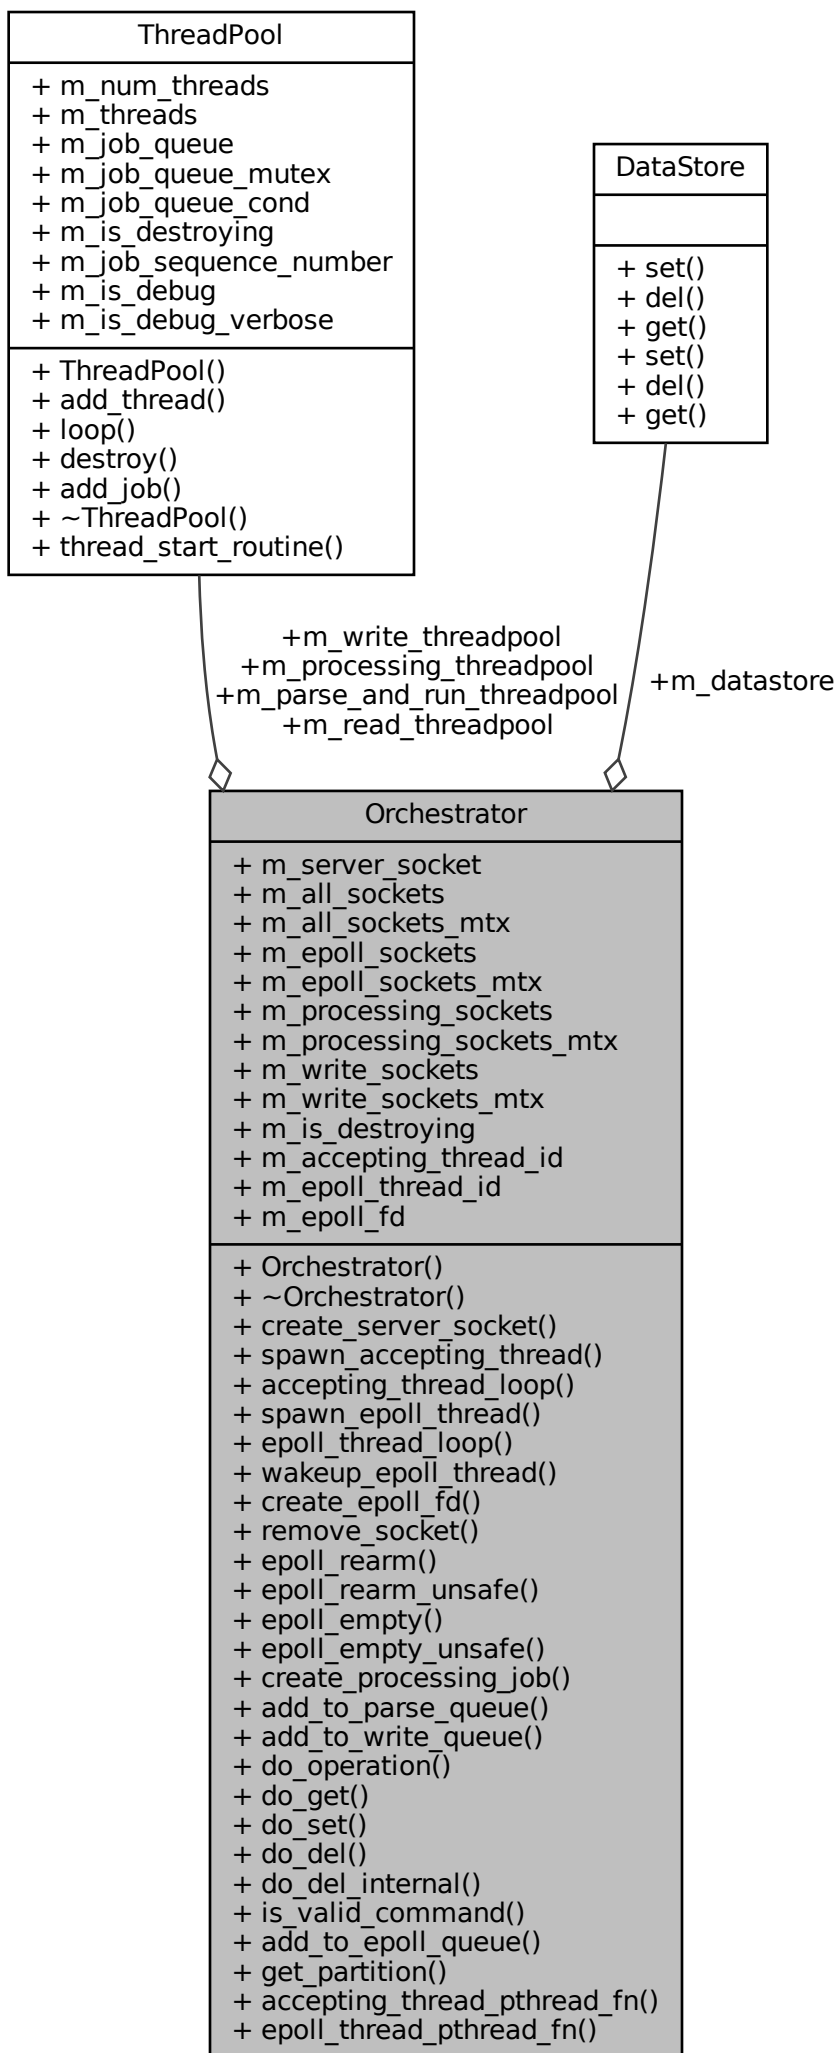 ThreadPool
+ m_num_threads
+ m_threads
+ m_job_queue
+ m_job_queue_mutex
+ m_job_queue_cond
+ m_is_destroying
+ m_job_sequence_number
+ m_is_debug
+ m_is_debug_verbose
+ ThreadPool()
+ add_thread()
+ loop()
+ destroy()
+ add_job()
+ ~ThreadPool()
+ thread_start_routine()
DataStore
+ set()
+ del()
+ get()
+ set()
+ del()
+ get()
+m_write_threadpool
+m_processing_threadpool
+m_parse_and_run_threadpool
+m_read_threadpool
+m_datastore
Orchestrator
+ m_server_socket
+ m_all_sockets
+ m_all_sockets_mtx
+ m_epoll_sockets
+ m_epoll_sockets_mtx
+ m_processing_sockets
+ m_processing_sockets_mtx
+ m_write_sockets
+ m_write_sockets_mtx
+ m_is_destroying
+ m_accepting_thread_id
+ m_epoll_thread_id
+ m_epoll_fd
+ Orchestrator()
+ ~Orchestrator()
+ create_server_socket()
+ spawn_accepting_thread()
+ accepting_thread_loop()
+ spawn_epoll_thread()
+ epoll_thread_loop()
+ wakeup_epoll_thread()
+ create_epoll_fd()
+ remove_socket()
+ epoll_rearm()
+ epoll_rearm_unsafe()
+ epoll_empty()
+ epoll_empty_unsafe()
+ create_processing_job()
+ add_to_parse_queue()
+ add_to_write_queue()
+ do_operation()
+ do_get()
+ do_set()
+ do_del()
+ do_del_internal()
+ is_valid_command()
+ add_to_epoll_queue()
+ get_partition()
+ accepting_thread_pthread_fn()
+ epoll_thread_pthread_fn()